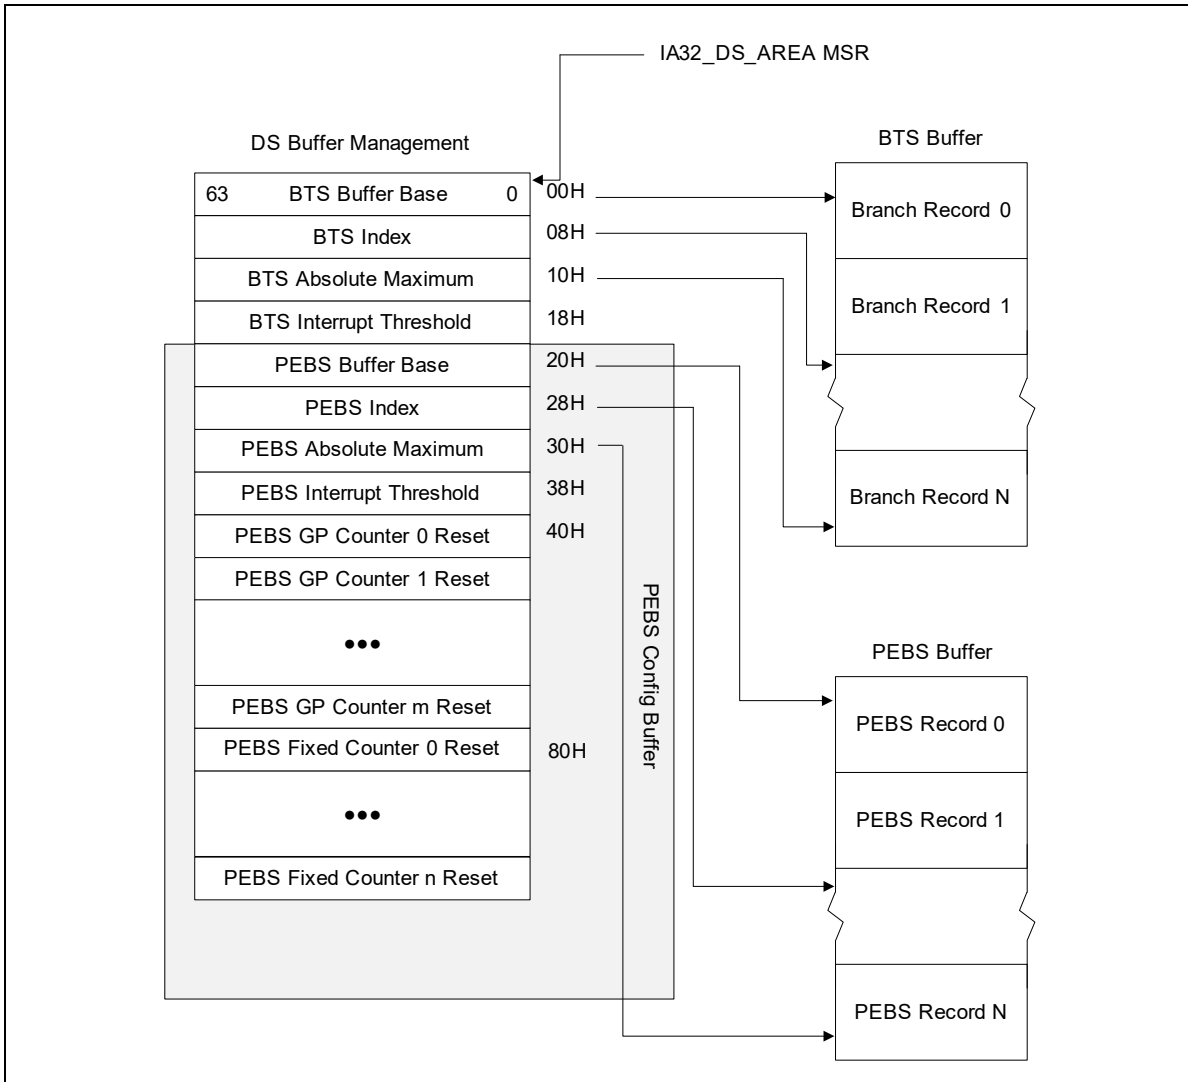 IA32_DS_AREA MSR
DS Buffer Management
63 BTS Buffer Base 0 00H
BTS Index 08H
BTS Absolute Maximum 10H
BTS Interrupt Threshold 18H
PEBS Buffer Base 20H
PEBS Index 28H
PEBS Absolute Maximum 30H
PEBS Interrupt Threshold 38H
PEBS GP Counter 0 Reset 40H
PEBS GP Counter 1 Reset
•••
PEBS GP Counter m Reset
PEBS Fixed Counter 0 Reset 80H
•••
PEBS Fixed Counter n Reset
PEBS Config Buffer
BTS Buffer
Branch Record 0
Branch Record 1
Branch Record N
PEBS Buffer
PEBS Record 0
PEBS Record 1
PEBS Record N